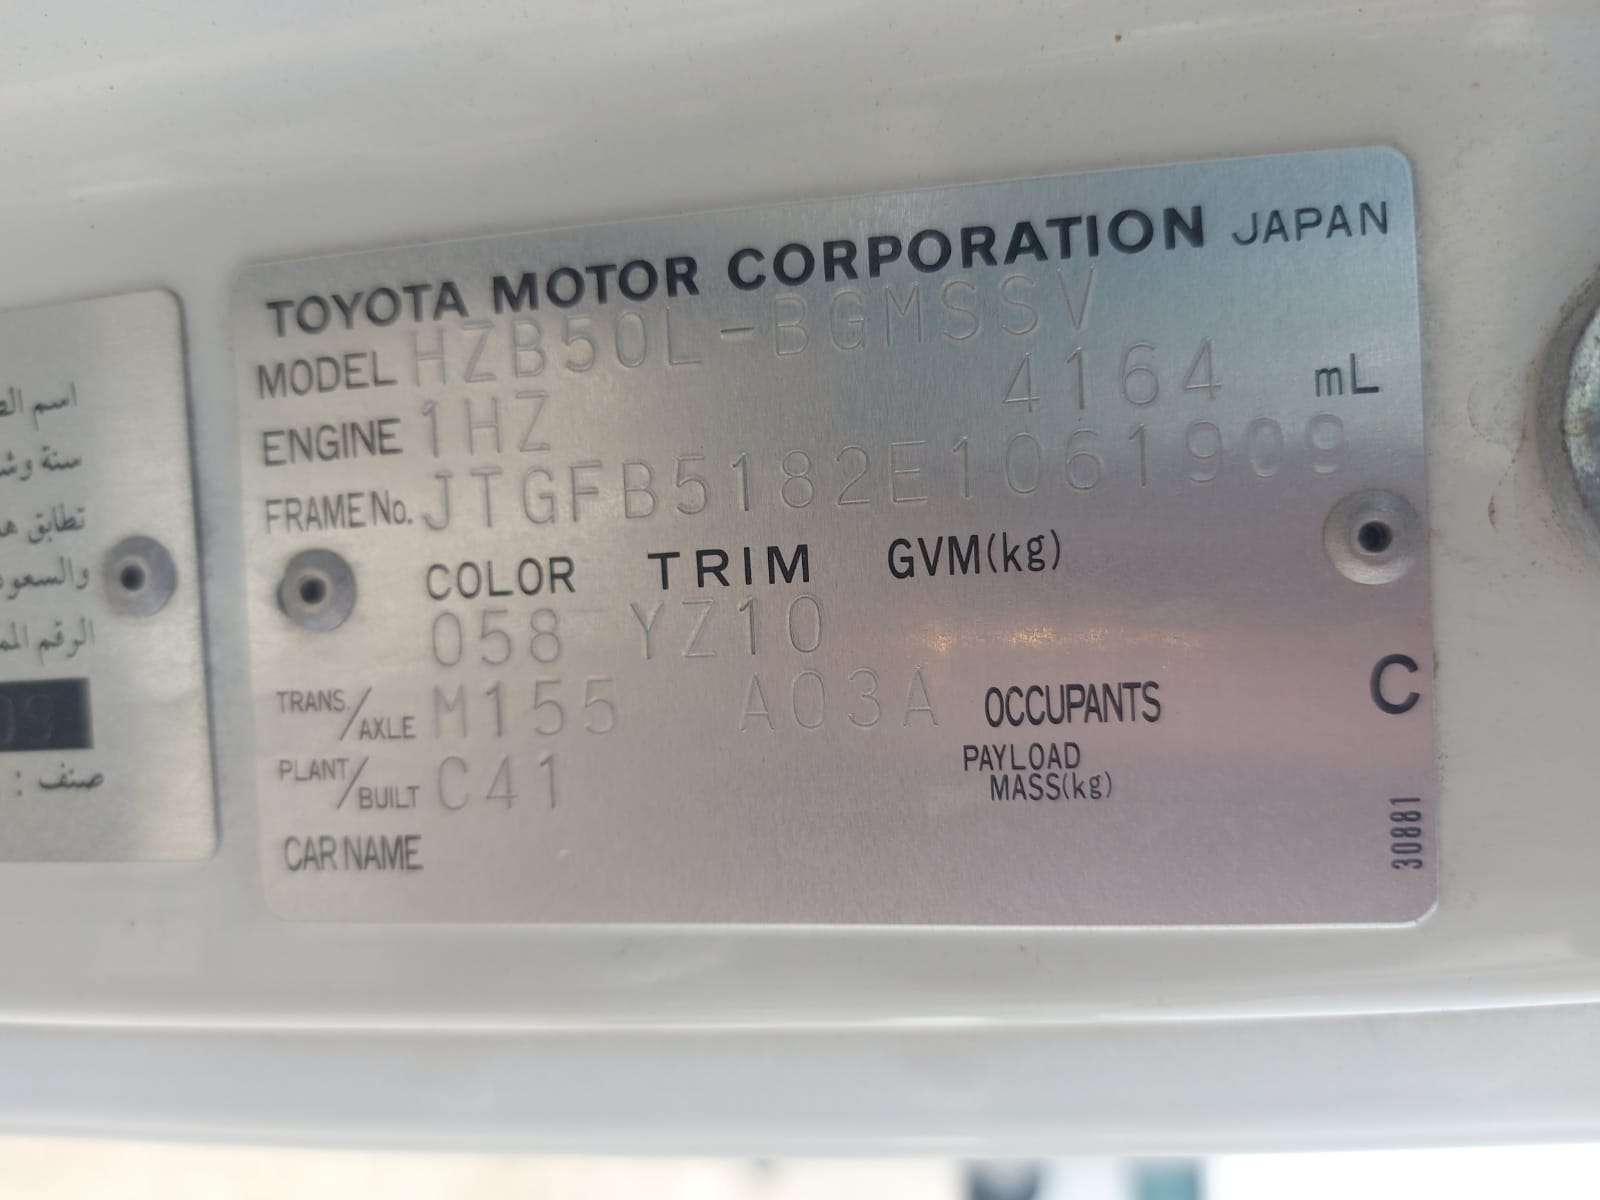 TOYOTA MOTOR CORPORATION JAPAN
MODEL HZB50L-BGMSSV
ENGINE 1HZ 4164 mL
FRAME No. JTGFB5182E1061909
COLOR TRIM GVM(kg)
058 YZ10
TRANS./AXLE M155 A03A OCCUPANTS
C
PLANT/BUILT C41 PAYLOAD MASS(kg)
CAR NAME
30881
اسم
سنة
تطابق
الرقم
صنف :